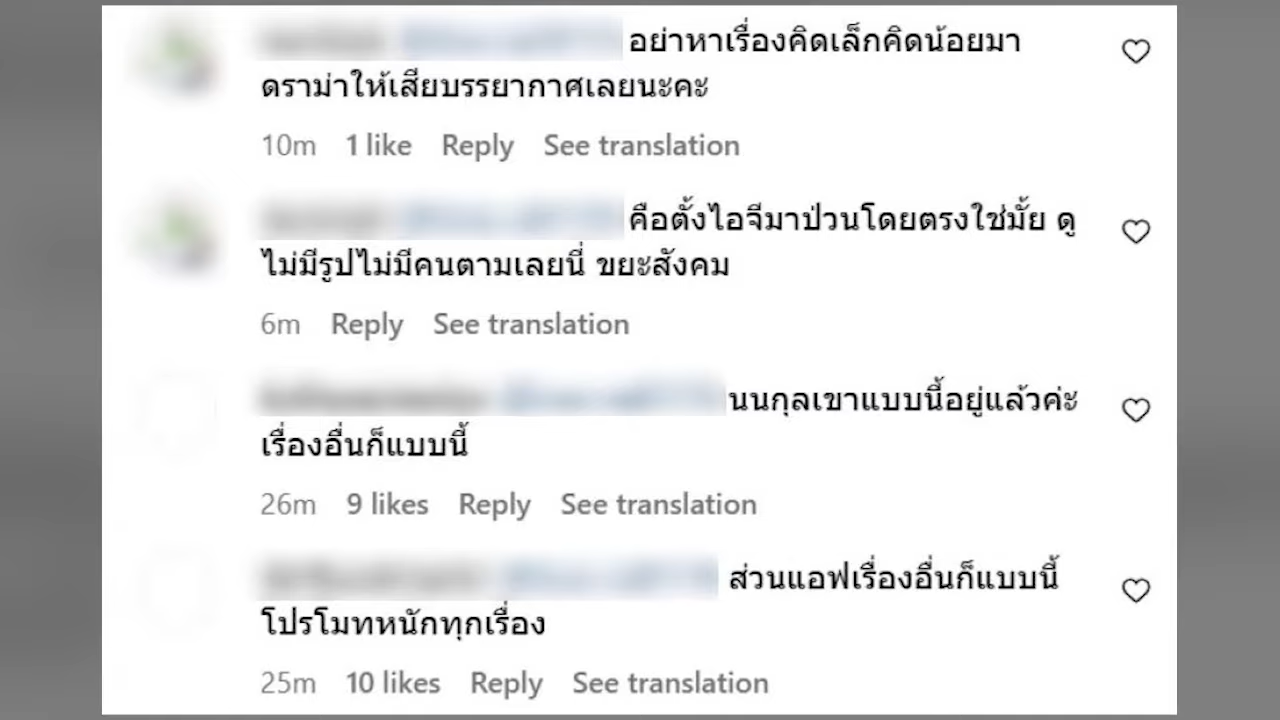 อย่าหาเรื่องคิดเล็กคิดน้อยมา
ดราม่าให้เสียบรรยากาศเลยนะคะ
10m 1 like Reply See translation
คือตั้งไอจีมาป่วนโดยตรงใช่มั้ย ดู
ไม่มีรูปไม่มีคนตามเลยนี่ ขยะสังคม
6m Reply See translation
นนกุลเขาแบบนี้อยู่แล้วค่ะ
เรื่องอื่นก็แบบนี้
26m 9 likes Reply See translation
ส่วนแอฟเรื่องอื่นก็แบบนี้
โปรโมทหนักทุกเรื่อง
25m 10 likes Reply See translation